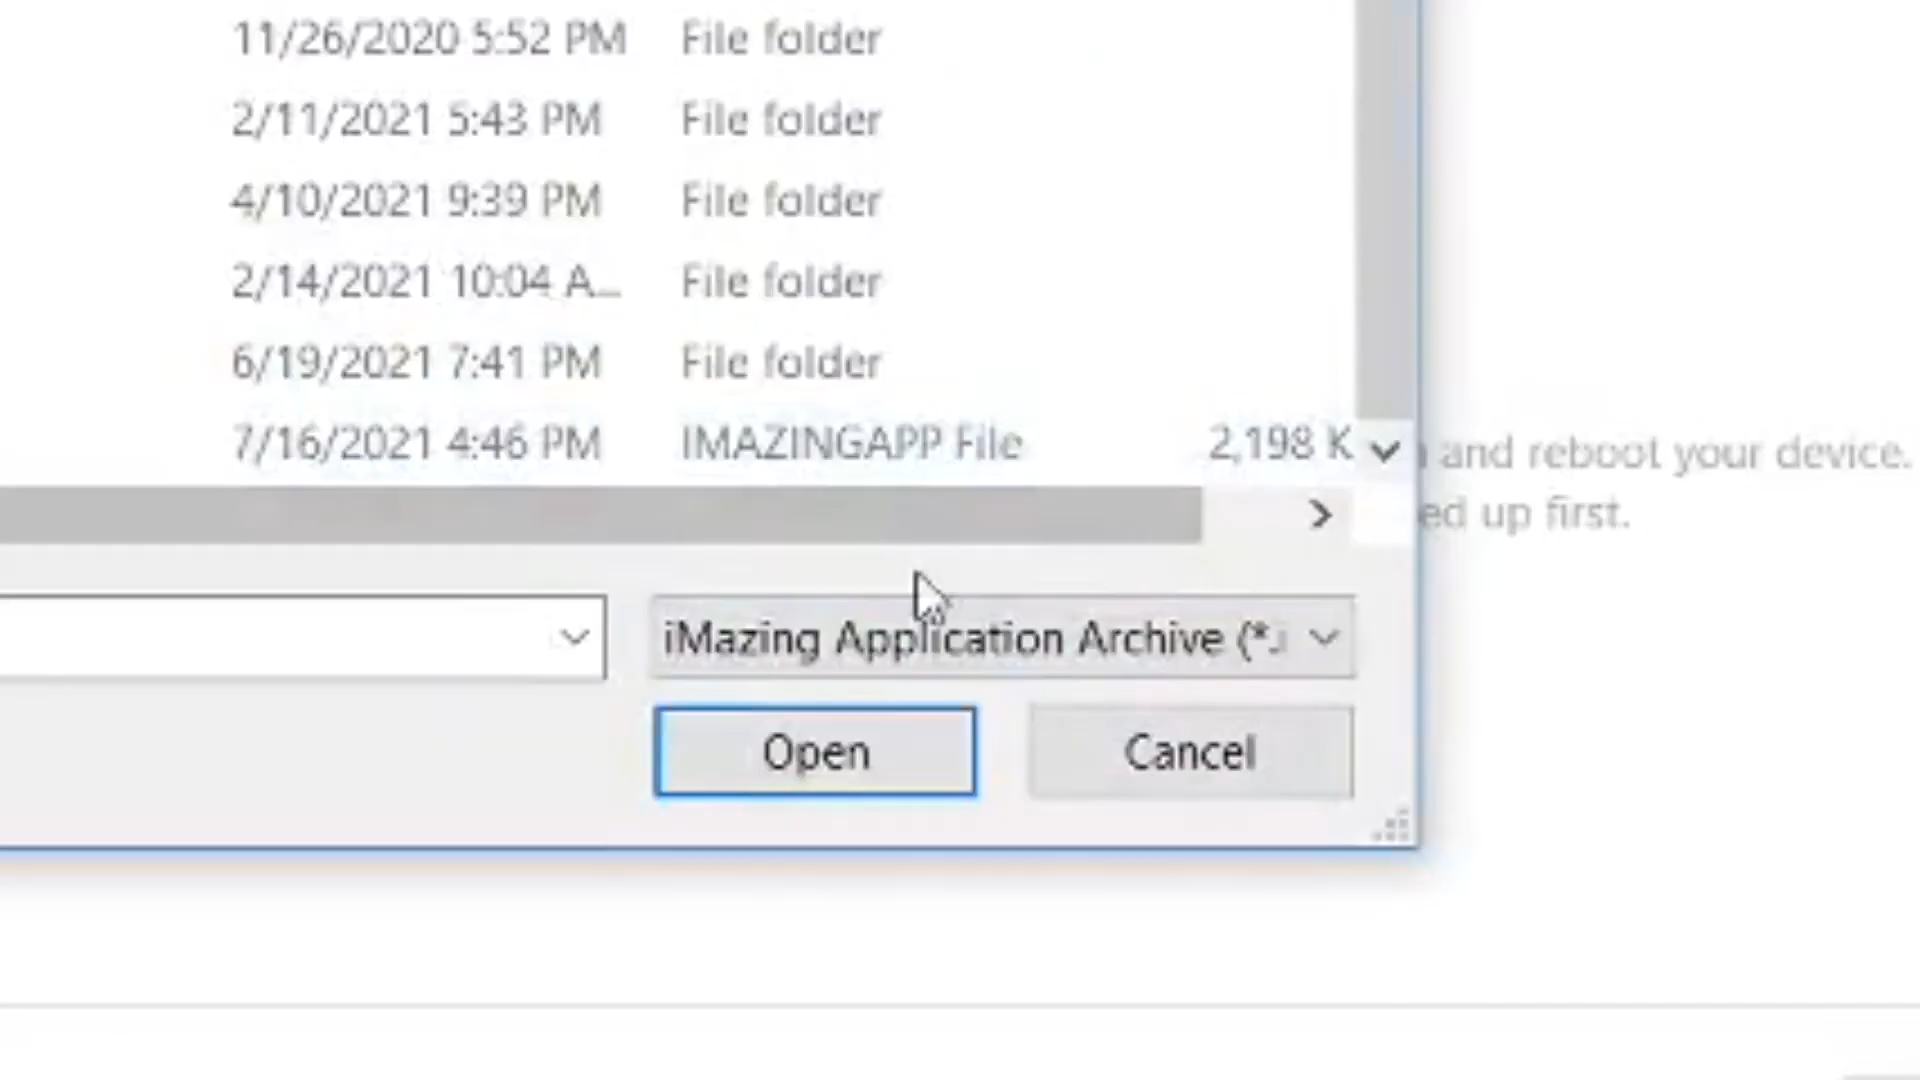 11/26/2020 5:52 PM File folder
2/11/2021 5:43 PM File folder
4/10/2021 9:39 PM File folder
2/14/2021 10:04 A... File folder
6/19/2021 7:41 PM File folder
7/16/2021 4:46 PM IMAZINGAPP File 2,198 K
and reboot your device.
ed up first.
iMazing Application Archive (*.
Open Cancel